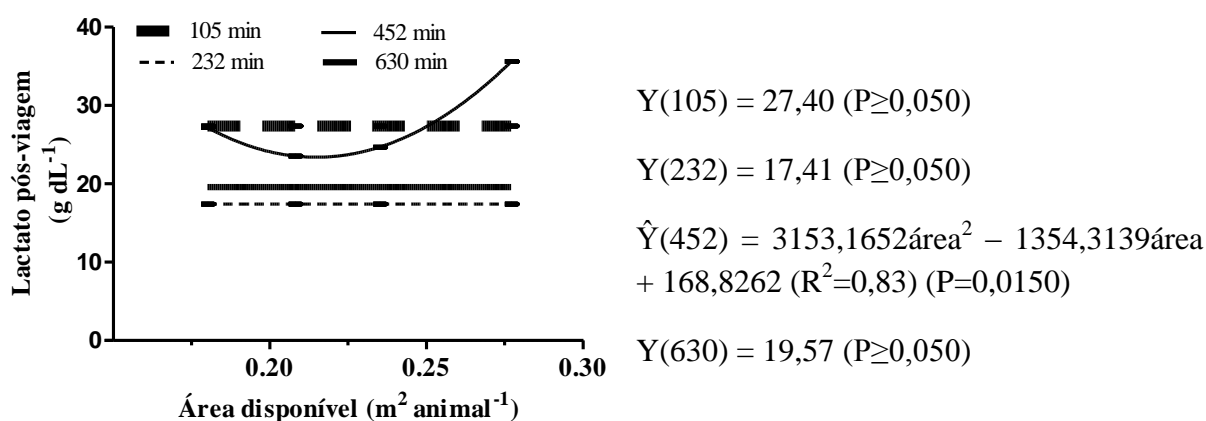 40
30
20
10
0
105 min
452 min
232 min
630 min
Lactato pós-viagem
(g dL⁻¹)
0.20
0.25
0.30
Área disponível (m² animal⁻¹)
Y(105) = 27,40 (P≥0,050)
Y(232) = 17,41 (P≥0,050)
Ŷ(452) = 3153,1652área² – 1354,3139área
+ 168,8262 (R²=0,83) (P=0,0150)
Y(630) = 19,57 (P≥0,050)